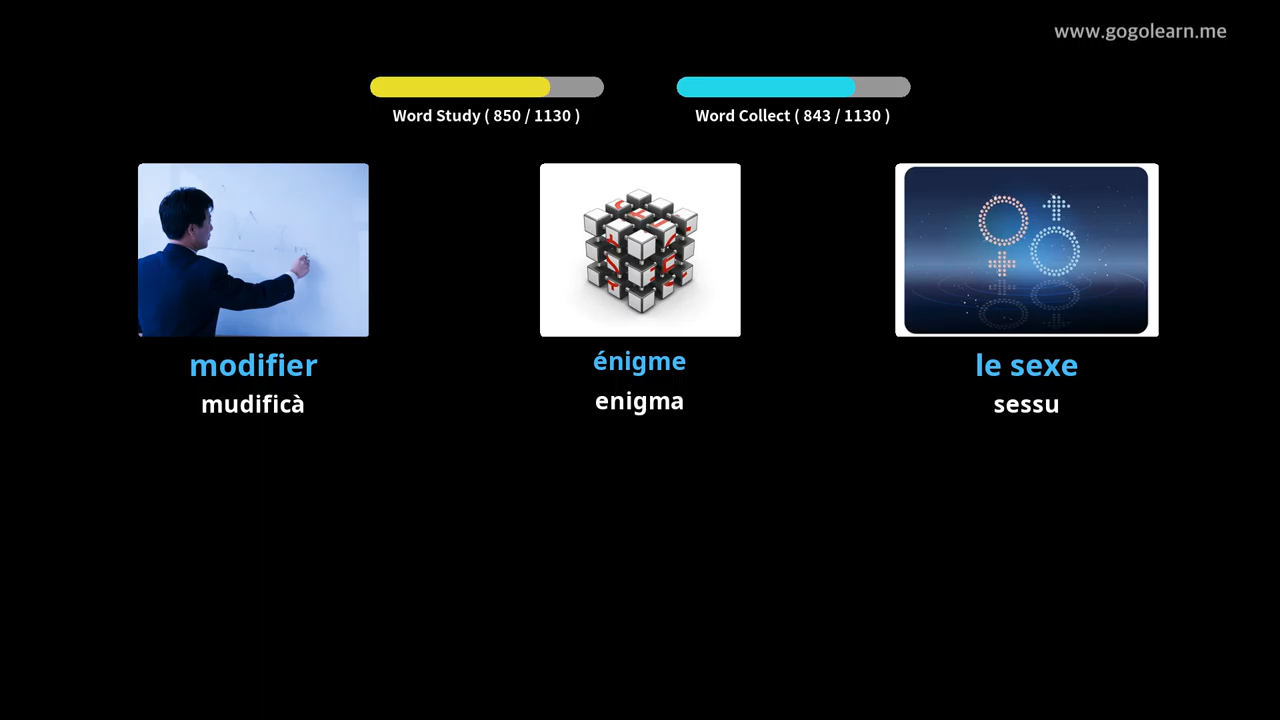 www.gogolearn.me
Word Study ( 850 / 1130 )
Word Collect ( 843 / 1130 )
modifier
mudificà
énigme
enigma
le sexe
sessu